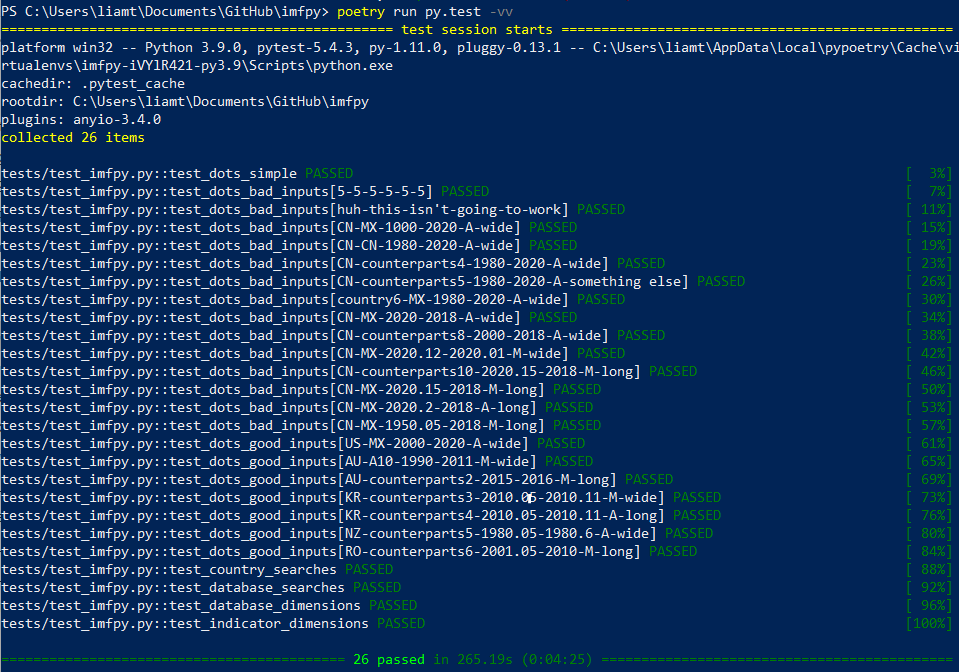 PS C:\Users\liamt\Documents\GitHub\imfpy> poetry run py.test -vv
================================================= test session starts =================================================
platform win32 -- Python 3.9.0, pytest-5.4.3, py-1.11.0, pluggy-0.13.1 -- C:\Users\liamt\AppData\Local\pypoetry\Cache\vi
rtualenvs\imfpy-iVYlR421-py3.9\Scripts\python.exe
cachedir: .pytest_cache
rootdir: C:\Users\liamt\Documents\GitHub\imfpy
plugins: anyio-3.4.0
collected 26 items
tests/test_imfpy.py::test_dots_simple PASSED [  3%]
tests/test_imfpy.py::test_dots_bad_inputs[5-5-5-5-5-5] PASSED [  7%]
tests/test_imfpy.py::test_dots_bad_inputs[huh-this-isn't-going-to-work] PASSED [ 11%]
tests/test_imfpy.py::test_dots_bad_inputs[CN-MX-1000-2020-A-wide] PASSED [ 15%]
tests/test_imfpy.py::test_dots_bad_inputs[CN-CN-1980-2020-A-wide] PASSED [ 19%]
tests/test_imfpy.py::test_dots_bad_inputs[CN-counterparts4-1980-2020-A-wide] PASSED [ 23%]
tests/test_imfpy.py::test_dots_bad_inputs[CN-counterparts5-1980-2020-A-something else] PASSED [ 26%]
tests/test_imfpy.py::test_dots_bad_inputs[country6-MX-1980-2020-A-wide] PASSED [ 30%]
tests/test_imfpy.py::test_dots_bad_inputs[CN-MX-2020-2018-A-wide] PASSED [ 34%]
tests/test_imfpy.py::test_dots_bad_inputs[CN-counterparts8-2000-2018-A-wide] PASSED [ 38%]
tests/test_imfpy.py::test_dots_bad_inputs[CN-MX-2020.12-2020.01-M-wide] PASSED [ 42%]
tests/test_imfpy.py::test_dots_bad_inputs[CN-counterparts10-2020.15-2018-M-long] PASSED [ 46%]
tests/test_imfpy.py::test_dots_bad_inputs[CN-MX-2020.15-2018-M-long] PASSED [ 50%]
tests/test_imfpy.py::test_dots_bad_inputs[CN-MX-2020.2-2018-A-long] PASSED [ 53%]
tests/test_imfpy.py::test_dots_bad_inputs[CN-MX-1950.05-2018-M-long] PASSED [ 57%]
tests/test_imfpy.py::test_dots_good_inputs[US-MX-2000-2020-A-wide] PASSED [ 61%]
tests/test_imfpy.py::test_dots_good_inputs[AU-A10-1990-2011-M-wide] PASSED [ 65%]
tests/test_imfpy.py::test_dots_good_inputs[AU-counterparts2-2015-2016-M-long] PASSED [ 69%]
tests/test_imfpy.py::test_dots_good_inputs[KR-counterparts3-2010.05-2010.11-M-wide] PASSED [ 73%]
tests/test_imfpy.py::test_dots_good_inputs[KR-counterparts4-2010.05-2010.11-A-long] PASSED [ 76%]
tests/test_imfpy.py::test_dots_good_inputs[NZ-counterparts5-1980.05-1980.6-A-wide] PASSED [ 80%]
tests/test_imfpy.py::test_dots_good_inputs[RO-counterparts6-2001.05-2010-M-long] PASSED [ 84%]
tests/test_imfpy.py::test_country_searches PASSED [ 88%]
tests/test_imfpy.py::test_database_searches PASSED [ 92%]
tests/test_imfpy.py::test_database_dimensions PASSED [ 96%]
tests/test_imfpy.py::test_indicator_dimensions PASSED [100%]
=========================================== 26 passed in 265.19s (0:04:25) ============================================